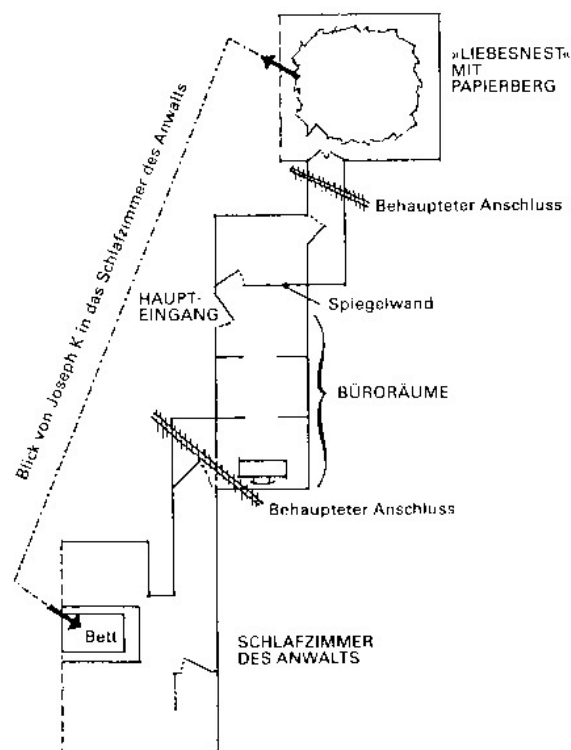 »LIEBESNEST«
MIT
PAPIERBERG
Blick von Joseph K in das Schlafzimmer des Anwalts
Behaupteter Anschluss
HAUPT-
EINGANG
Spiegelwand
BÜRORÄUME
Behaupteter Anschluss
Bett
SCHLAFZIMMER
DES ANWALTS